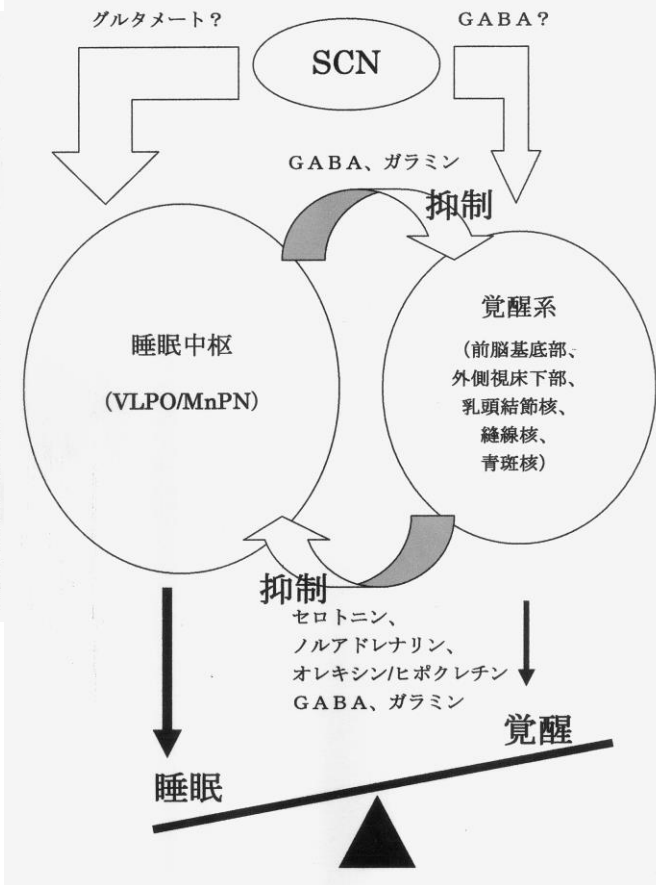 グルタメート?
GABA?
SCN
GABA、ガラミン
抑制
睡眠中枢
(VLPO/MnPN)
覚醒系
(前脳基底部、
外側視床下部、
乳頭結節核、
縫線核、
青斑核)
抑制
セロトニン、
ノルアドレナリン、
オレキシン/ヒポクレチン
GABA、ガラミン
覚醒
睡眠